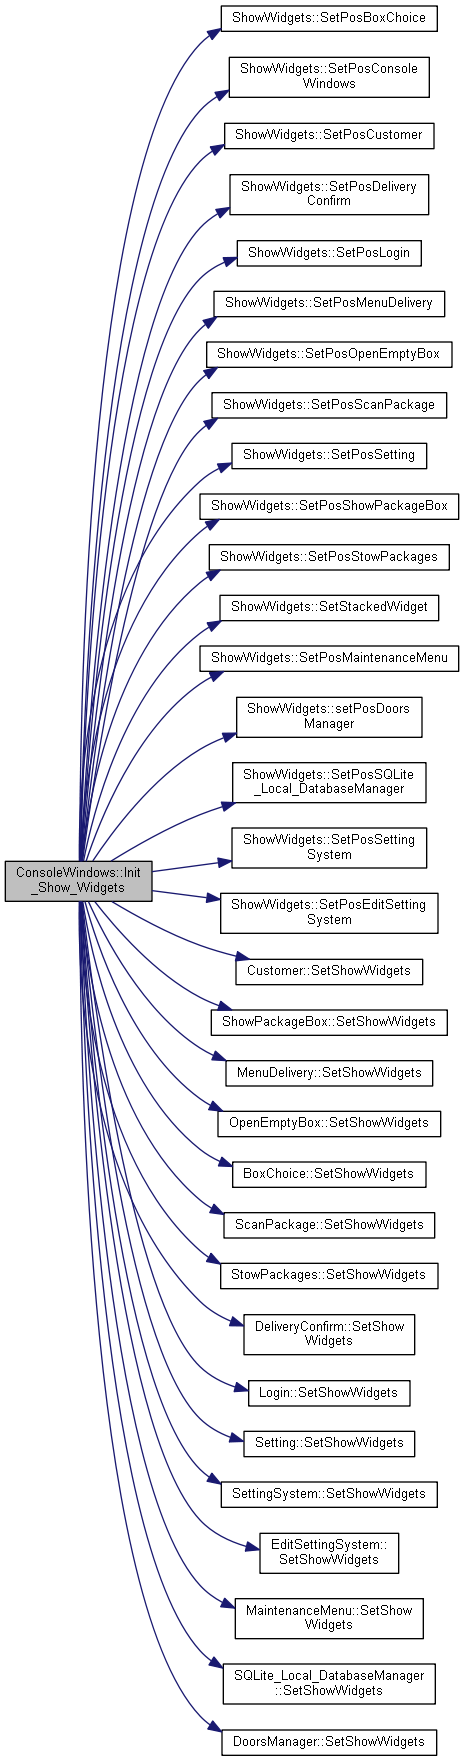 ShowWidgets::SetPosBoxChoice
ShowWidgets::SetPosConsole
Windows
ShowWidgets::SetPosCustomer
ShowWidgets::SetPosDelivery
Confirm
ShowWidgets::SetPosLogin
ShowWidgets::SetPosMenuDelivery
ShowWidgets::SetPosOpenEmptyBox
ShowWidgets::SetPosScanPackage
ShowWidgets::SetPosSetting
ShowWidgets::SetPosShowPackageBox
ShowWidgets::SetPosStowPackages
ShowWidgets::SetStackedWidget
ShowWidgets::SetPosMaintenanceMenu
ShowWidgets::setPosDoors
Manager
ShowWidgets::SetPosSQLite
_Local_DatabaseManager
ShowWidgets::SetPosSetting
System
ConsoleWindows::Init
_Show_Widgets
ShowWidgets::SetPosEditSetting
System
Customer::SetShowWidgets
ShowPackageBox::SetShowWidgets
MenuDelivery::SetShowWidgets
OpenEmptyBox::SetShowWidgets
BoxChoice::SetShowWidgets
ScanPackage::SetShowWidgets
StowPackages::SetShowWidgets
DeliveryConfirm::SetShow
Widgets
Login::SetShowWidgets
Setting::SetShowWidgets
SettingSystem::SetShowWidgets
EditSettingSystem::
SetShowWidgets
MaintenanceMenu::SetShow
Widgets
SQLite_Local_DatabaseManager
::SetShowWidgets
DoorsManager::SetShowWidgets